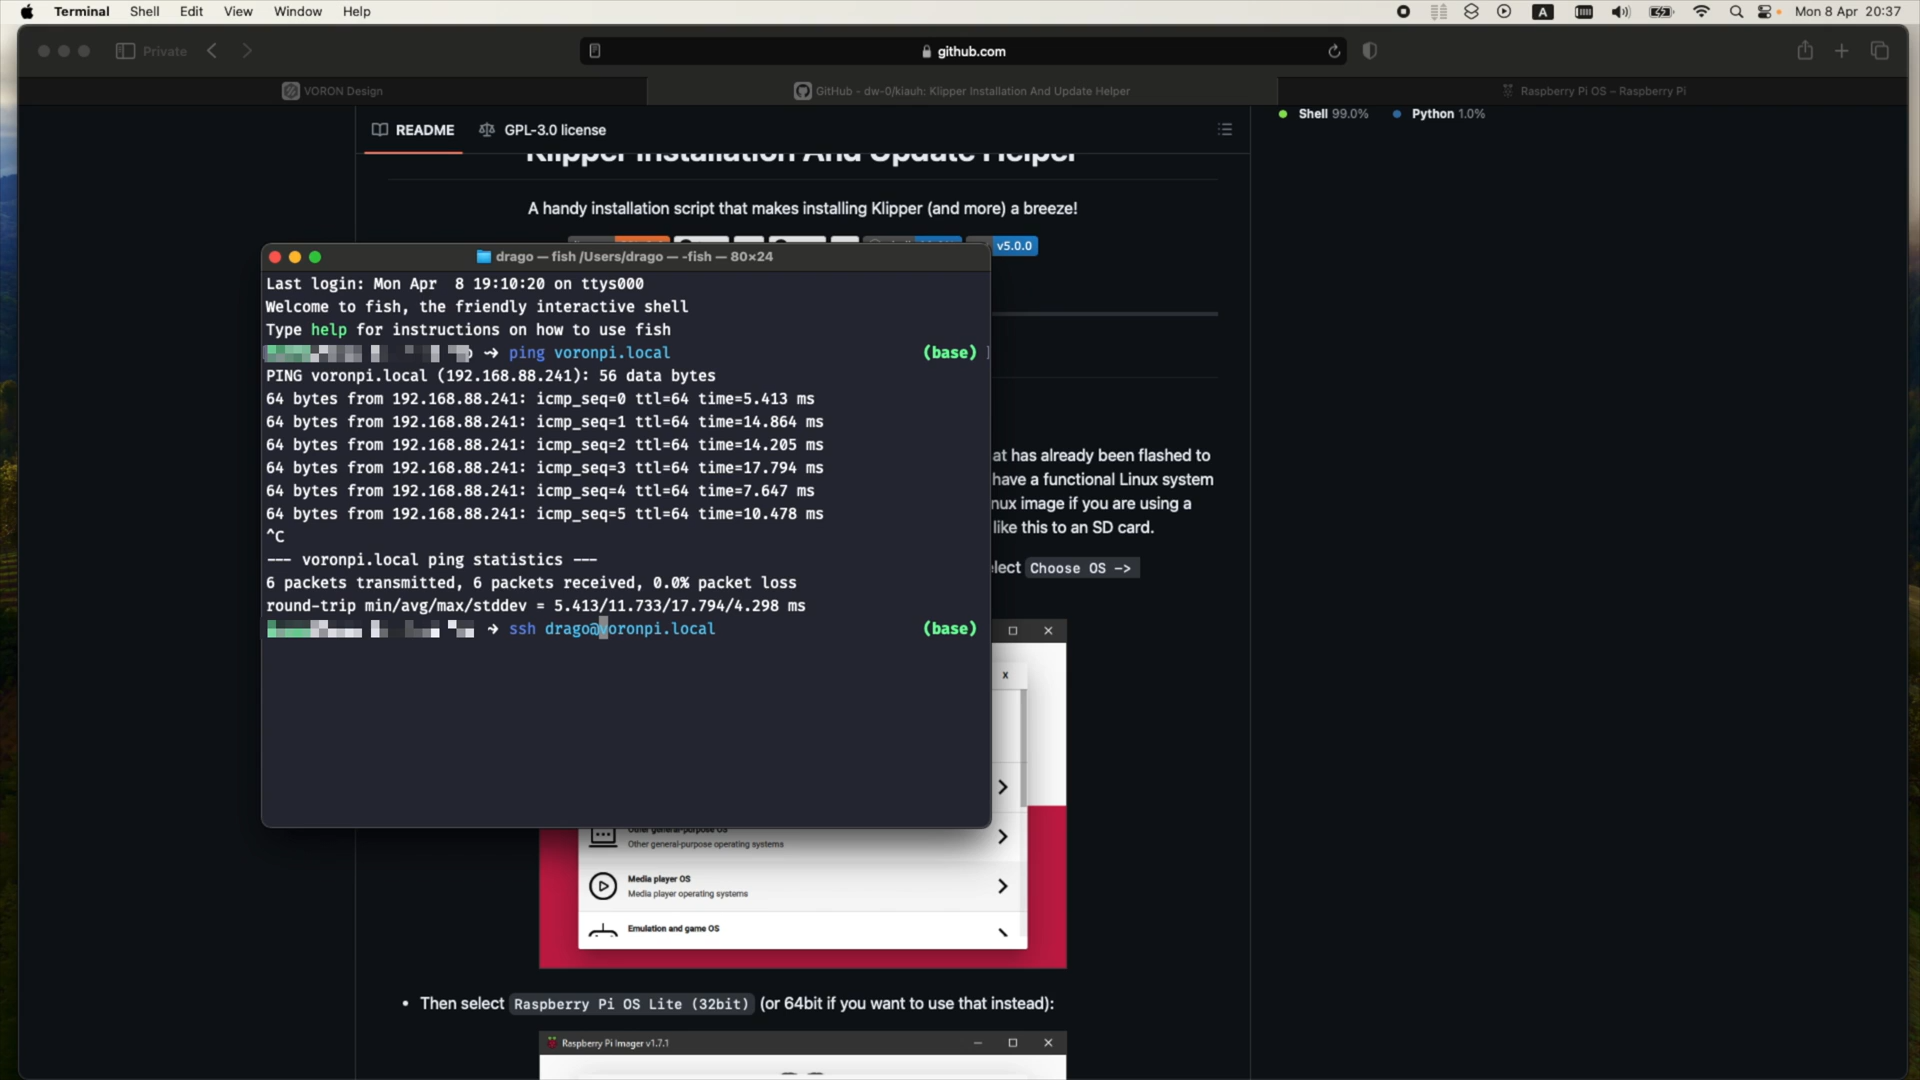 Terminal Shell Edit View Window Help
A Mon 8 Apr 20:37
Private github.com
VORON Design GitHub - dw-0/kiauh: Klipper Installation And Update Helper Raspberry Pi OS – Raspberry Pi
README GPL-3.0 license
Shell 99.0% Python 1.0%
Klipper Installation And Update Helper
A handy installation script that makes installing Klipper (and more) a breeze!
v5.0.0
drago — fish /Users/drago — -fish — 80×24
Last login: Mon Apr  8 19:10:20 on ttys000
Welcome to fish, the friendly interactive shell
Type help for instructions on how to use fish
ping voronpi.local (base)
PING voronpi.local (192.168.88.241): 56 data bytes
64 bytes from 192.168.88.241: icmp_seq=0 ttl=64 time=5.413 ms
64 bytes from 192.168.88.241: icmp_seq=1 ttl=64 time=14.864 ms
64 bytes from 192.168.88.241: icmp_seq=2 ttl=64 time=14.205 ms
64 bytes from 192.168.88.241: icmp_seq=3 ttl=64 time=17.794 ms
64 bytes from 192.168.88.241: icmp_seq=4 ttl=64 time=7.647 ms
64 bytes from 192.168.88.241: icmp_seq=5 ttl=64 time=10.478 ms
^C
--- voronpi.local ping statistics ---
6 packets transmitted, 6 packets received, 0.0% packet loss
round-trip min/avg/max/stddev = 5.413/11.733/17.794/4.298 ms
→ ssh drago@voronpi.local (base)
at has already been flashed to
have a functional Linux system
nux image if you are using a
like this to an SD card.
lect Choose OS ->
Other general-purpose OS
Other general-purpose operating systems
Media player OS
Media player operating systems
Emulation and game OS
• Then select Raspberry Pi OS Lite (32bit) (or 64bit if you want to use that instead):
Raspberry Pi Imager v1.7.1